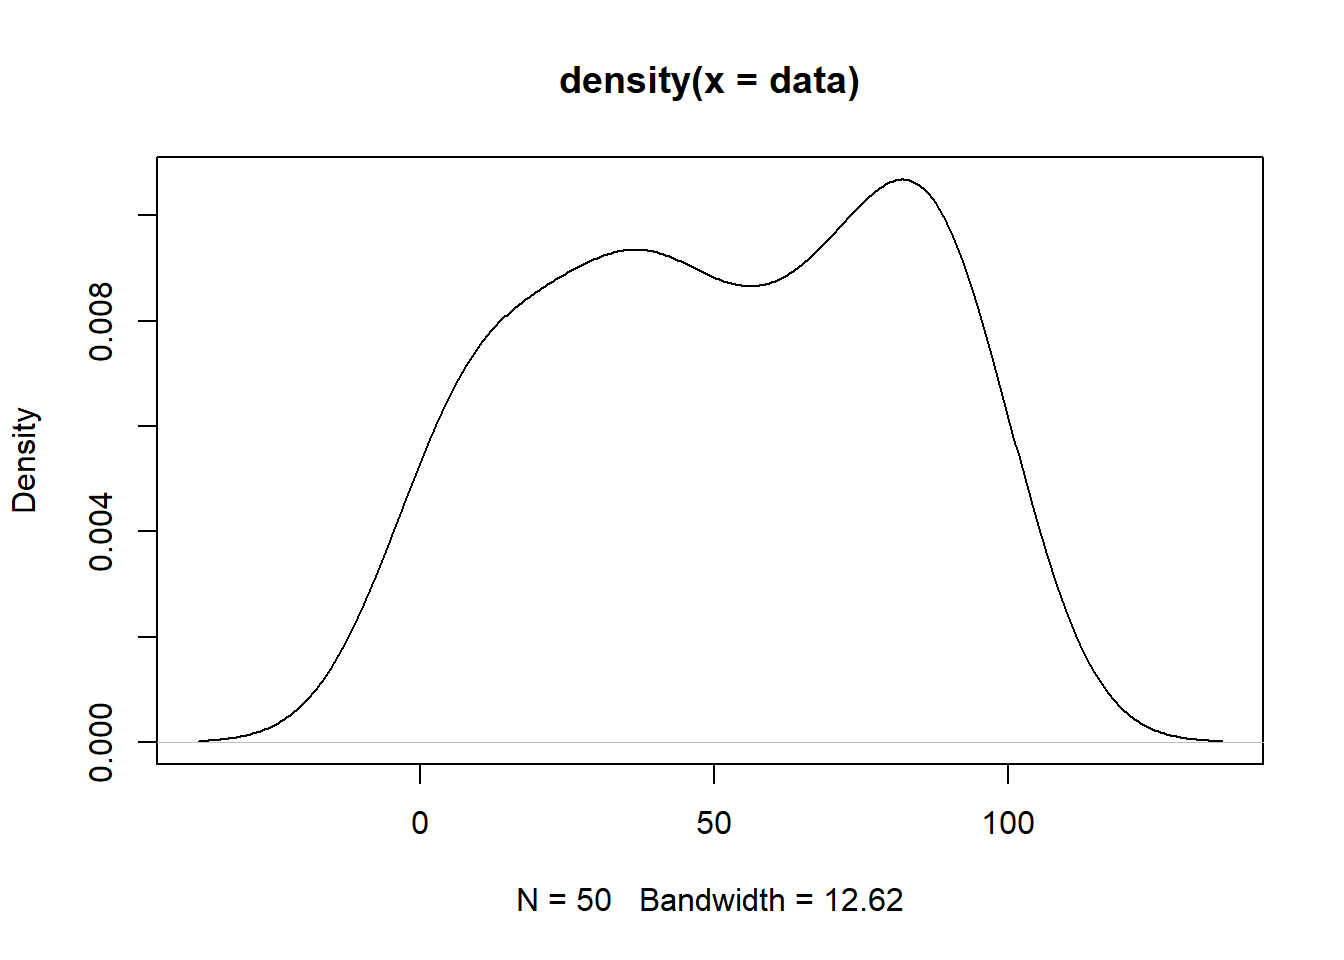 density(x = data)
Density
0.008
0.004
0.000
0 50 100
N = 50 Bandwidth = 12.62